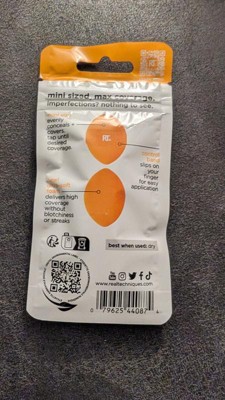 mini sized. max coverage.
imperfections? nothing to see.
evenly
conceals +
covers.
tap until
desired
coverage.
RT.
slips on
your
finger for
easy
application
delivers high
coverage
without
blotchiness
or streaks
best when used: dry
www.realtechniques.com
0 79625 44087 4